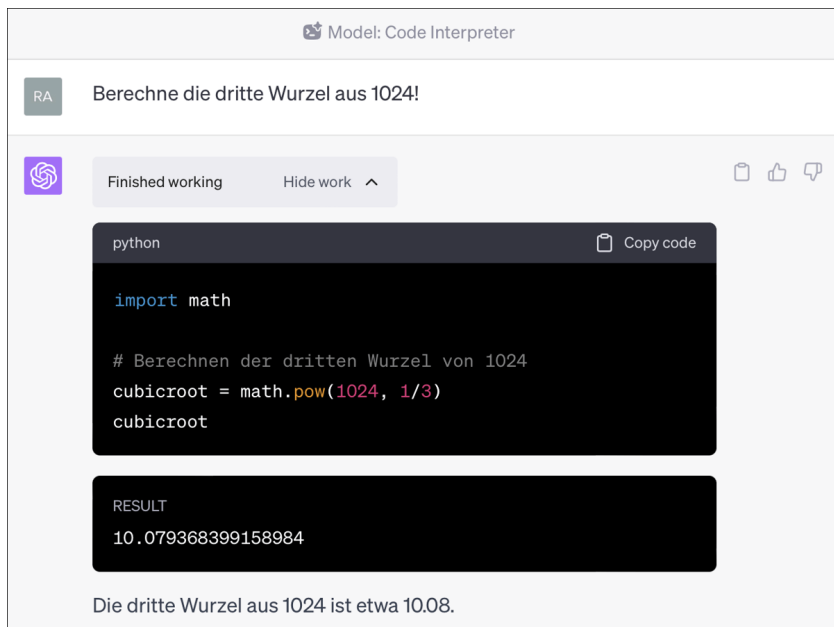 Model: Code Interpreter
RA
Berechne die dritte Wurzel aus 1024!
Finished working Hide work
python Copy code
import math
# Berechnen der dritten Wurzel von 1024
cubicroot = math.pow(1024, 1/3)
cubicroot
RESULT
10.079368399158984
Die dritte Wurzel aus 1024 ist etwa 10.08.